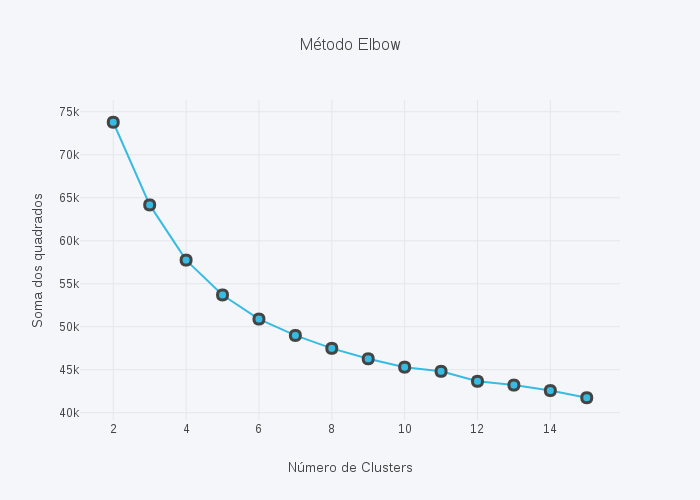 Método Elbow
75k
70k
65k
60k
55k
50k
45k
40k
Soma dos quadrados
2 4 6 8 10 12 14
Número de Clusters